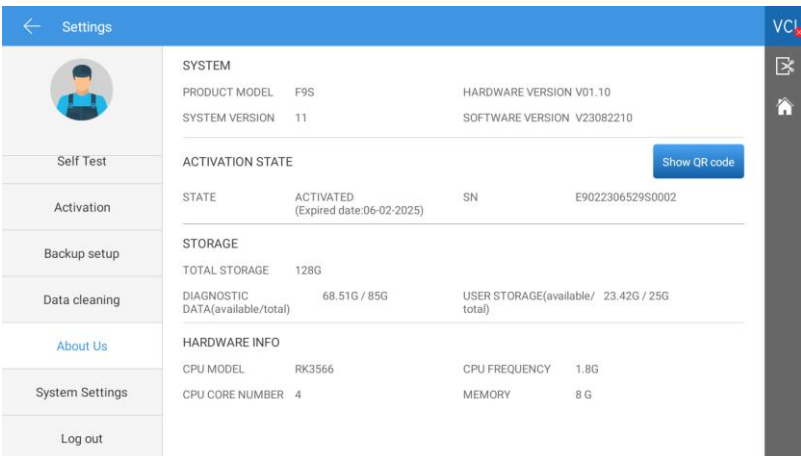 Settings
VCI
Self Test
Activation
Backup setup
Data cleaning
About Us
System Settings
Log out
SYSTEM
PRODUCT MODEL F9S HARDWARE VERSION V01.10
SYSTEM VERSION 11 SOFTWARE VERSION V23082210
ACTIVATION STATE Show QR code
STATE ACTIVATED SN E9022306529S0002
(Expired date:06-02-2025)
STORAGE
TOTAL STORAGE 128G
DIAGNOSTIC 68.51G / 85G USER STORAGE(available/ 23.42G / 25G
DATA(available/total) total)
HARDWARE INFO
CPU MODEL RK3566 CPU FREQUENCY 1.8G
CPU CORE NUMBER 4 MEMORY 8 G